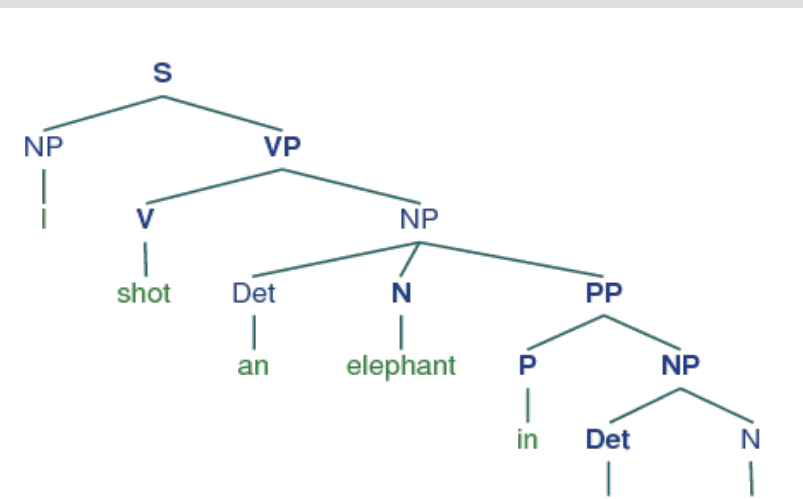 S
NP VP
I V NP
shot Det N PP
an elephant P NP
in Det N